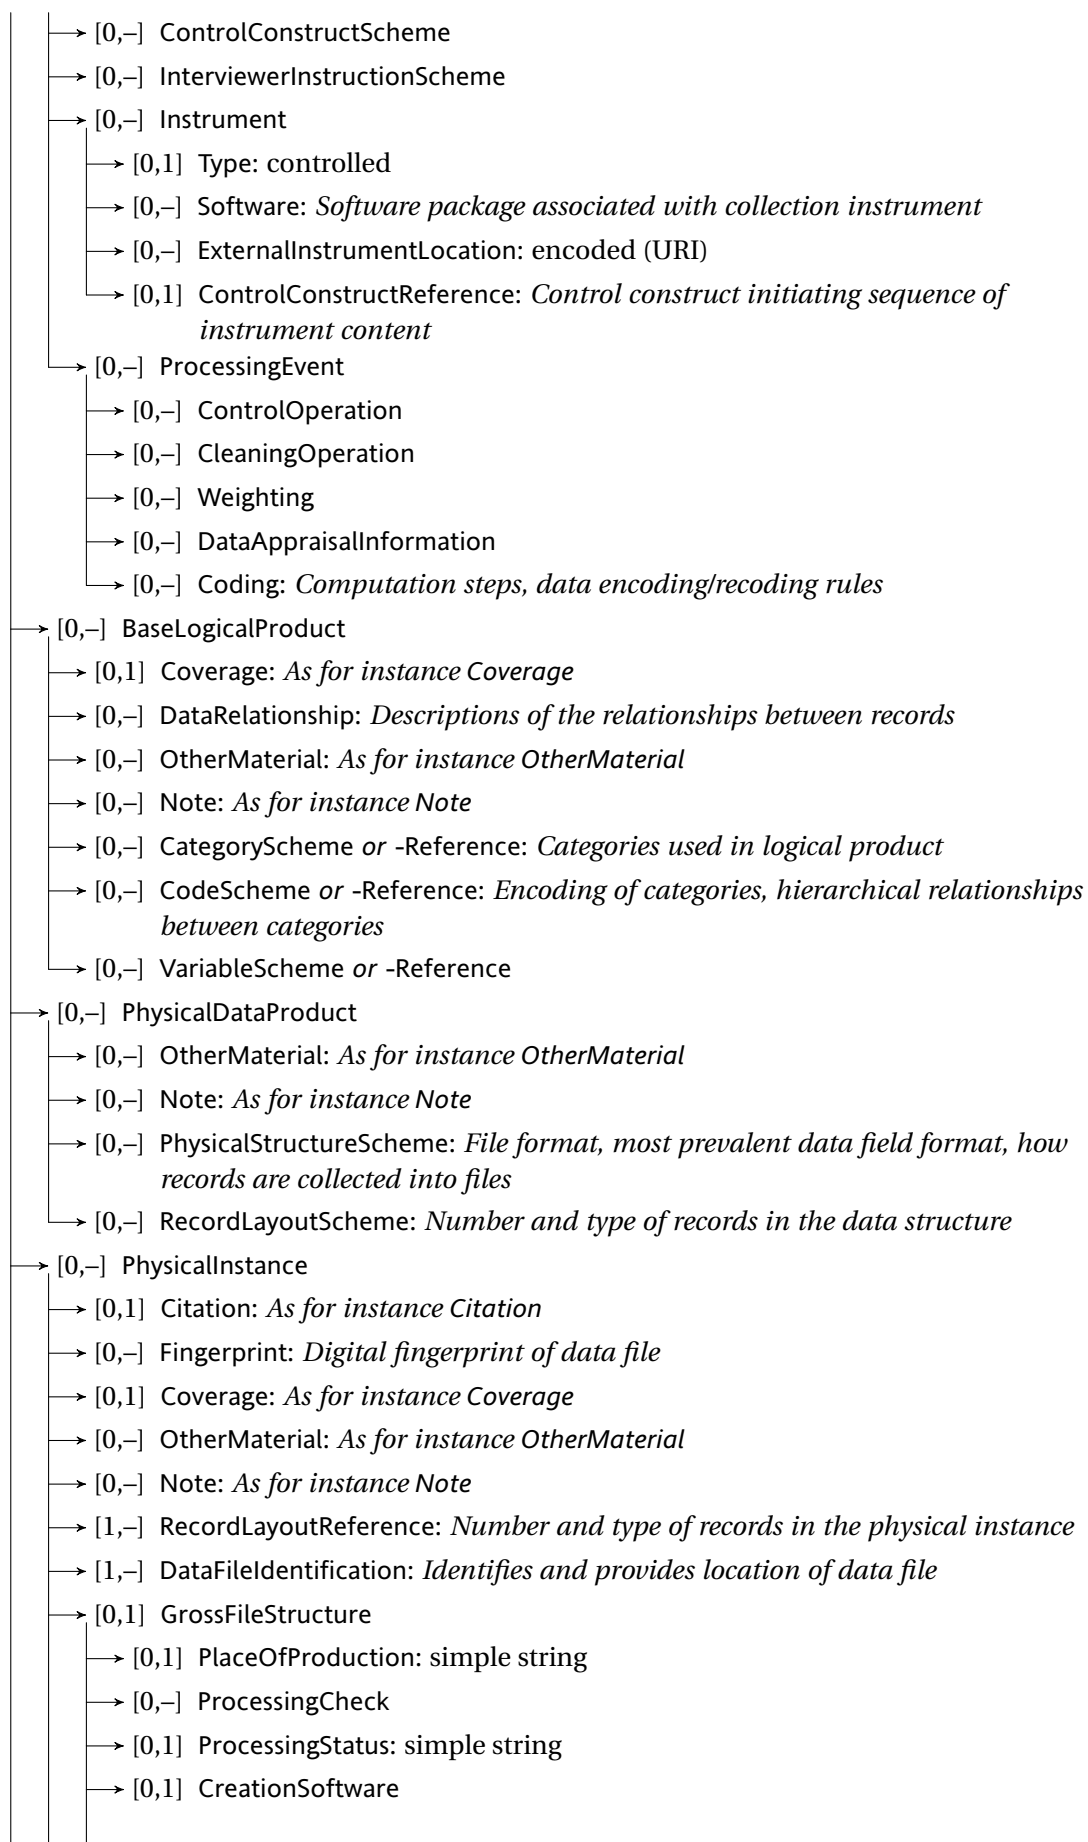 [0,–] ControlConstructScheme
[0,–] InterviewerInstructionScheme
[0,–] Instrument
[0,1] Type: controlled
[0,–] Software: Software package associated with collection instrument
[0,–] ExternalInstrumentLocation: encoded (URI)
[0,1] ControlConstructReference: Control construct initiating sequence of
instrument content
[0,–] ProcessingEvent
[0,–] ControlOperation
[0,–] CleaningOperation
[0,–] Weighting
[0,–] DataAppraisalInformation
[0,–] Coding: Computation steps, data encoding/recoding rules
[0,–] BaseLogicalProduct
[0,1] Coverage: As for instance Coverage
[0,–] DataRelationship: Descriptions of the relationships between records
[0,–] OtherMaterial: As for instance OtherMaterial
[0,–] Note: As for instance Note
[0,–] CategoryScheme or -Reference: Categories used in logical product
[0,–] CodeScheme or -Reference: Encoding of categories, hierarchical relationships
between categories
[0,–] VariableScheme or -Reference
[0,–] PhysicalDataProduct
[0,–] OtherMaterial: As for instance OtherMaterial
[0,–] Note: As for instance Note
[0,–] PhysicalStructureScheme: File format, most prevalent data field format, how
records are collected into files
[0,–] RecordLayoutScheme: Number and type of records in the data structure
[0,–] PhysicalInstance
[0,1] Citation: As for instance Citation
[0,–] Fingerprint: Digital fingerprint of data file
[0,1] Coverage: As for instance Coverage
[0,–] OtherMaterial: As for instance OtherMaterial
[0,–] Note: As for instance Note
[1,–] RecordLayoutReference: Number and type of records in the physical instance
[1,–] DataFileIdentification: Identifies and provides location of data file
[0,1] GrossFileStructure
[0,1] PlaceOfProduction: simple string
[0,–] ProcessingCheck
[0,1] ProcessingStatus: simple string
[0,1] CreationSoftware